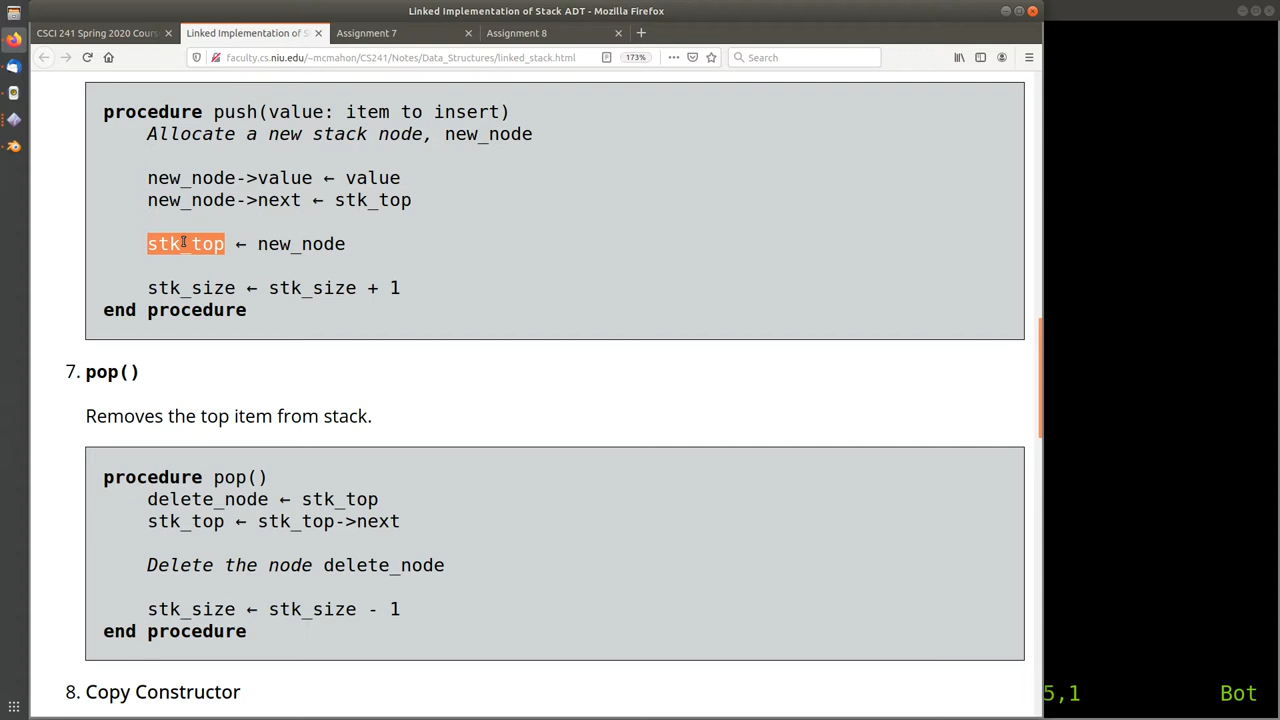 Linked Implementation of Stack ADT - Mozilla Firefox
CSCI 241 Spring 2020 Cours
Linked Implementation of S
Assignment 7
Assignment 8
faculty.cs.niu.edu/~mcmahon/CS241/Notes/Data_Structures/linked_stack.html
173%
Search
procedure push(value: item to insert)
Allocate a new stack node, new_node
new_node->value ← value
new_node->next ← stk_top
stk_top ← new_node
stk_size ← stk_size + 1
end procedure
7. pop()
Removes the top item from stack.
procedure pop()
delete_node ← stk_top
stk_top ← stk_top->next
Delete the node delete_node
stk_size ← stk_size - 1
end procedure
8. Copy Constructor
5,1
Bot